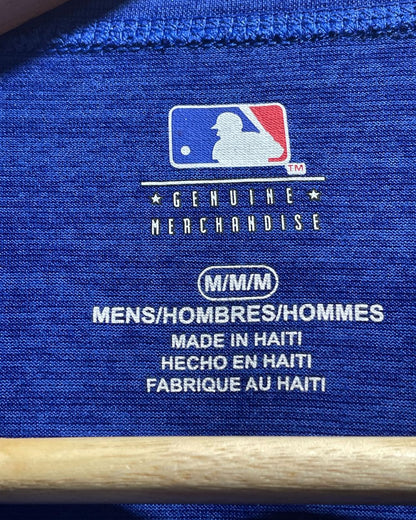 TM
★ GENUINE ★
MERCHANDISE
M/M/M
MENS/HOMBRES/HOMMES
MADE IN HAITI
HECHO EN HAITI
FABRIQUE AU HAITI